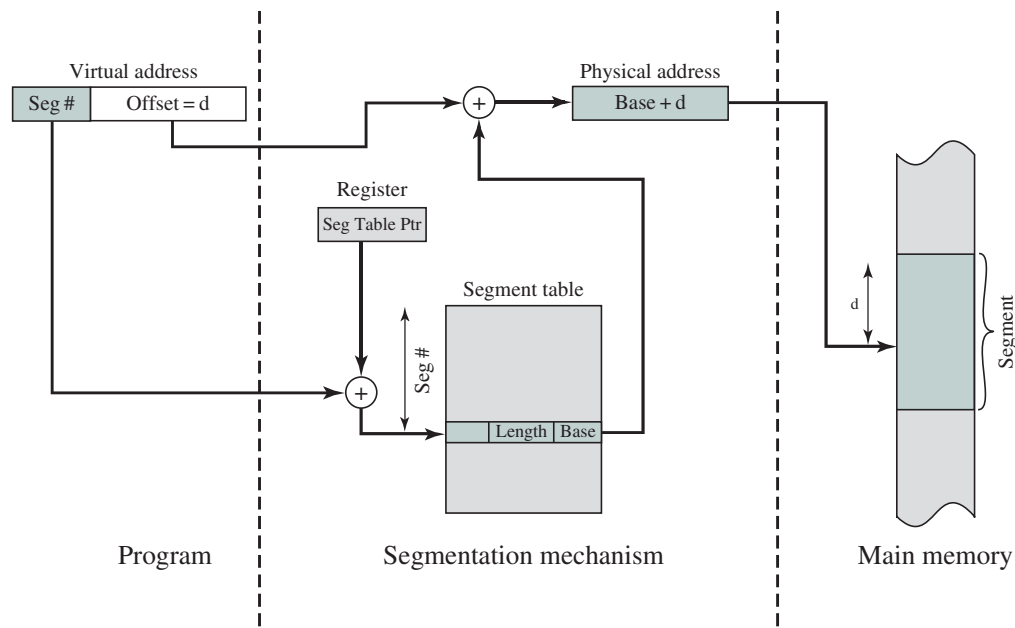 Virtual address
Seg #
Offset = d
+
Physical address
Base + d
Register
Seg Table Ptr
Segment table
Seg #
+
Length
Base
d
Segment
Program
Segmentation mechanism
Main memory